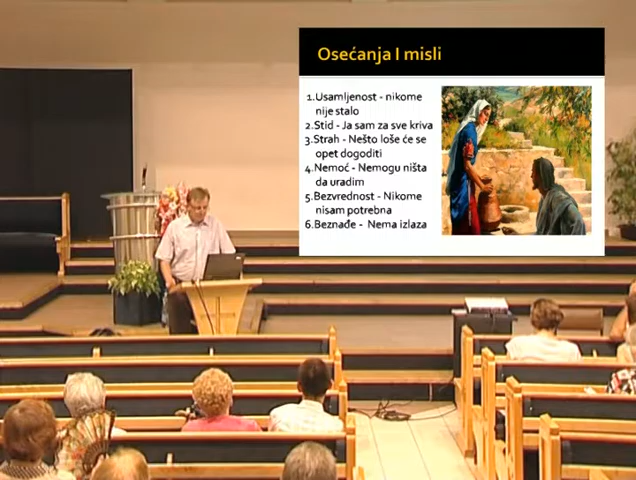 Osećanja I misli
1.Usamljenost - nikome
nije stalo
2.Stid - Ja sam za sve kriva
3.Strah - Nešto loše će se
opet dogoditi
4.Nemoć - Nemogu ništa
da uradim
5.Bezvrednost - Nikome
nisam potrebna
6.Beznađe - Nema izlaza